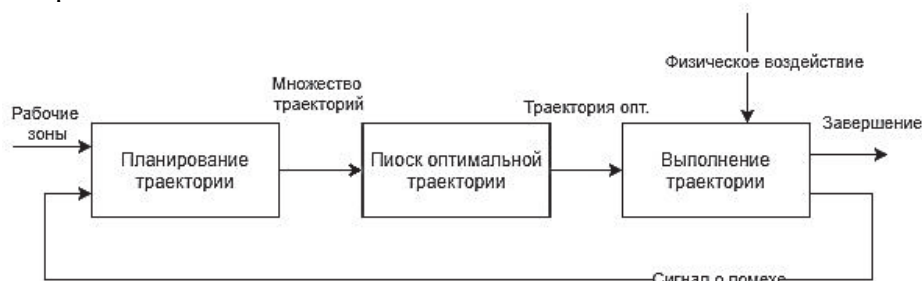 Физическое воздействие
Множество
траекторий
Рабочие
зоны
Траектория опт.
Завершение
Планирование
траектории
Пиоск оптимальной
траектории
Выполнение
траектории
Сигнал о помехе